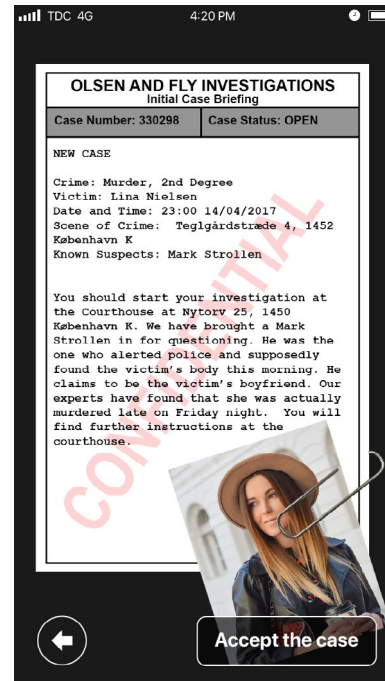 TDC 4G 4:20 PM
OLSEN AND FLY INVESTIGATIONS
Initial Case Briefing
Case Number: 330298 Case Status: OPEN
NEW CASE
Crime: Murder, 2nd Degree
Victim: Lina Nielsen
Date and Time: 23:00 14/04/2017
Scene of Crime: Teglgårdstræde 4, 1452
København K
Known Suspects: Mark Strollen
You should start your investigation at
the Courthouse at Nytorv 25, 1450
København K. We have brought a Mark
Strollen in for questioning. He was the
one who alerted police and supposedly
found the victim's body this morning. He
claims to be the victim's boyfriend. Our
experts have found that she was actually
murdered late on Friday night. You will
find further instructions at the
courthouse.
CONFIDENTIAL
Accept the case